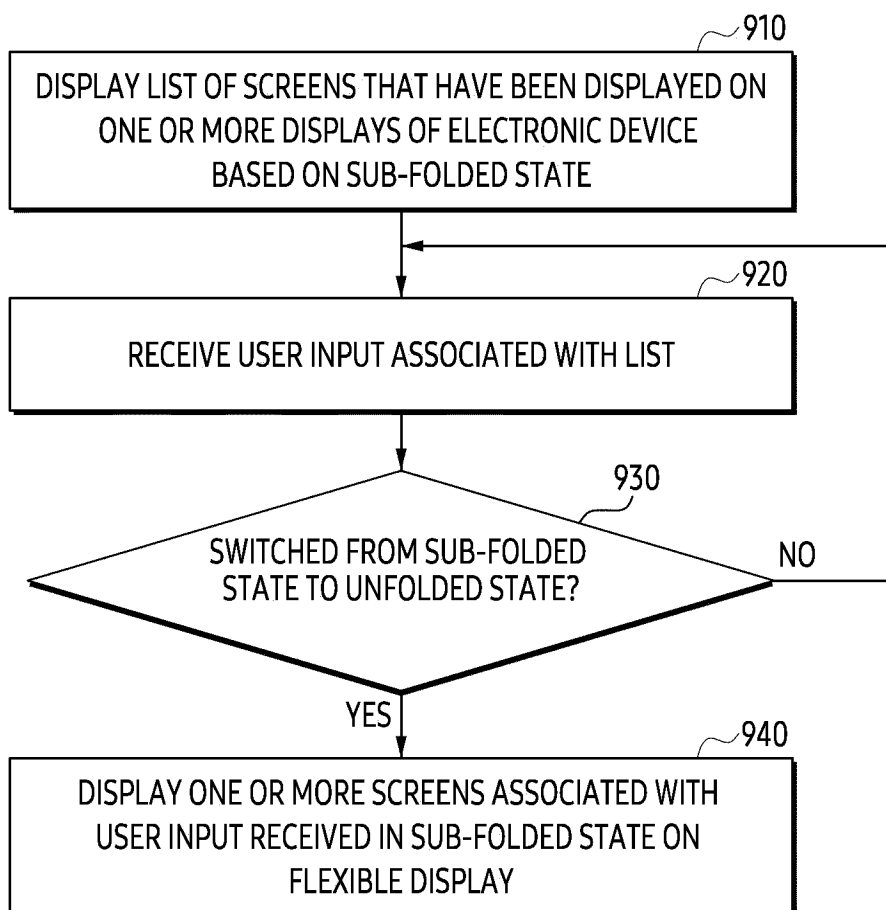 910
DISPLAY LIST OF SCREENS THAT HAVE BEEN DISPLAYED ON
ONE OR MORE DISPLAYS OF ELECTRONIC DEVICE
BASED ON SUB-FOLDED STATE
920
RECEIVE USER INPUT ASSOCIATED WITH LIST
930
SWITCHED FROM SUB-FOLDED
STATE TO UNFOLDED STATE?
NO
YES
940
DISPLAY ONE OR MORE SCREENS ASSOCIATED WITH
USER INPUT RECEIVED IN SUB-FOLDED STATE ON
FLEXIBLE DISPLAY